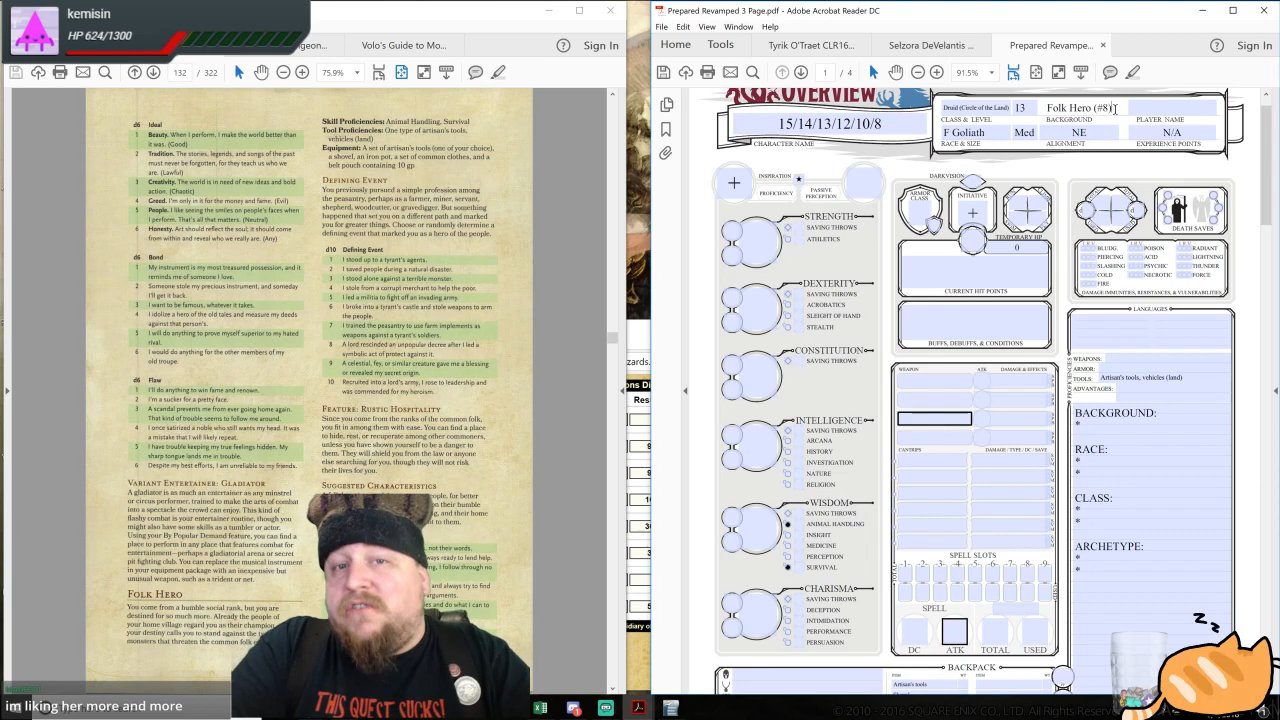 kemisin
HP 624/1300
Volo's Guide to Mo...
Sign In
132 / 322
75.9%
d6 Ideal
1 Beauty. When I perform, I make the world better than
it was. (Good)
2 Tradition. The stories, legends, and songs of the past
must never be forgotten, for they teach us who we
are. (Lawful)
3 Creativity. The world is in need of new ideas and bold
action. (Chaotic)
4 Greed. I'm only in it for the money and fame. (Evil)
5 People. I like seeing the smiles on people's faces when
I perform. That's all that matters. (Neutral)
6 Honesty. Art should reflect the soul; it should come
from within and reveal who we really are. (Any)
d6 Bond
1 My instrument is my most treasured possession, and it
reminds me of someone I love.
2 Someone stole my precious instrument, and someday
I'll get it back.
3 I want to be famous, whatever it takes.
4 I idolize a hero of the old tales and measure my deeds
against that person's.
5 I will do anything to prove myself superior to my hated
rival.
6 I would do anything for the other members of my
old troupe.
d6 Flaw
1 I'll do anything to win fame and renown.
2 I'm a sucker for a pretty face.
3 A scandal prevents me from ever going home again.
That kind of trouble seems to follow me around.
4 I once satirized a noble who still wants my head. It was
a mistake that I will likely repeat.
5 I have trouble keeping my true feelings hidden. My
sharp tongue lands me in trouble.
6 Despite my best efforts, I am unreliable to my friends.
VARIANT ENTERTAINER: GLADIATOR
A gladiator is as much an entertainer as any minstrel
or circus performer, trained to make the arts of combat
into a spectacle the crowd can enjoy. This kind of
flashy combat is your entertainer routine, though you
might also have some skills as a tumbler or actor.
Using your By Popular Demand feature, you can find a
place to perform in any place that features combat for
entertainment—perhaps a gladiatorial arena or secret
pit fighting club. You can replace the musical instrument
in your equipment package with an inexpensive but
unusual weapon, such as a trident or net.
FOLK HERO
You come from a humble social rank, but you are
destined for so much more. Already the people of
your home village regard you as their champion,
your destiny calls you to stand against the
monsters that threaten the common folk
Skill Proficiencies: Animal Handling, Survival
Tool Proficiencies: One type of artisan's tools,
vehicles (land)
Equipment: A set of artisan's tools (one of your choice),
a shovel, an iron pot, a set of common clothes, and a
belt pouch containing 10 gp
DEFINING EVENT
You previously pursued a simple profession among
the peasantry, perhaps as a farmer, miner, servant,
shepherd, woodcutter, or gravedigger. But something
happened that set you on a different path and marked
you for greater things. Choose or randomly determine a
defining event that marked you as a hero of the people.
d10 Defining Event
1 I stood up to a tyrant's agents.
2 I saved people during a natural disaster.
3 I stood alone against a terrible monster.
4 I stole from a corrupt merchant to help the poor.
5 I led a militia to fight off an invading army.
6 I broke into a tyrant's castle and stole weapons to arm
the people.
7 I trained the peasantry to use farm implements as
weapons against a tyrant's soldiers.
8 A lord rescinded an unpopular decree after I led a
symbolic act of protect against it.
9 A celestial, fey, or similar creature gave me a blessing
or revealed my secret origin.
10 Recruited into a lord's army, I rose to leadership and
was commended for my heroism.
FEATURE: RUSTIC HOSPITALITY
Since you come from the ranks of the common folk,
you fit in among them with ease. You can find a place
to hide, rest, or recuperate among other commoners,
unless you have shown yourself to be a danger to
them. They will shield you from the law or anyone
else searching for you, though they will not risk
their lives for you.
SUGGESTED CHARACTERISTICS
im liking her more and more
THIS QUEST SUCKS!
Prepared Revamped 3 Page.pdf - Adobe Acrobat Reader DC
File Edit View Window Help
Home Tools Tyrik O'Traet CLR16... Selzora DeVelantis ... Prepared Revampe... × Sign In
1 / 4 91.5%
OVERVIEW
15/14/13/12/10/8
CHARACTER NAME
Druid (Circle of the Land) 13 Folk Hero (#8)
CLASS & LEVEL BACKGROUND PLAYER NAME
F Goliath Med NE N/A
RACE & SIZE ALIGNMENT EXPERIENCE POINTS
INSPIRATION
PROFICIENCY PASSIVE PERCEPTION
STRENGTH
SAVING THROWS
ATHLETICS
DEXTERITY
SAVING THROWS
ACROBATICS
SLEIGHT OF HAND
STEALTH
CONSTITUTION
SAVING THROWS
INTELLIGENCE
SAVING THROWS
ARCANA
HISTORY
INVESTIGATION
NATURE
RELIGION
WISDOM
SAVING THROWS
ANIMAL HANDLING
INSIGHT
MEDICINE
PERCEPTION
SURVIVAL
CHARISMA
SAVING THROWS
DECEPTION
INTIMIDATION
PERFORMANCE
PERSUASION
DARKVISION
ARMOR CLASS
INITIATIVE
TEMPORARY HP
0
CURRENT HIT POINTS
BUFFS, DEBUFFS, & CONDITIONS
WEAPON ATK DAMAGE & EFFECTS
CANTRIPS DAMAGE / TYPE / DC / SAVE
SPELL SLOTS
1 2 3 4 5 6 7 8 9
SPELL
DC ATK TOTAL USED
BACKPACK
Artisan's tools
DEATH SAVES
BLUDG. POISON RADIANT
PIERCING ACID LIGHTNING
SLASHING PSYCHIC THUNDER
COLD NECROTIC FORCE
FIRE
DAMAGE IMMUNITIES, RESISTANCES, & VULNERABILITIES
LANGUAGES
PROFICIENCIES
WEAPONS:
ARMOR:
TOOLS: Artisan's tools, vehicles (land)
ADVANTAGES:
BACKGROUND:
*
RACE:
*
*
CLASS:
*
*
ARCHETYPE:
*
*
Z Z Z